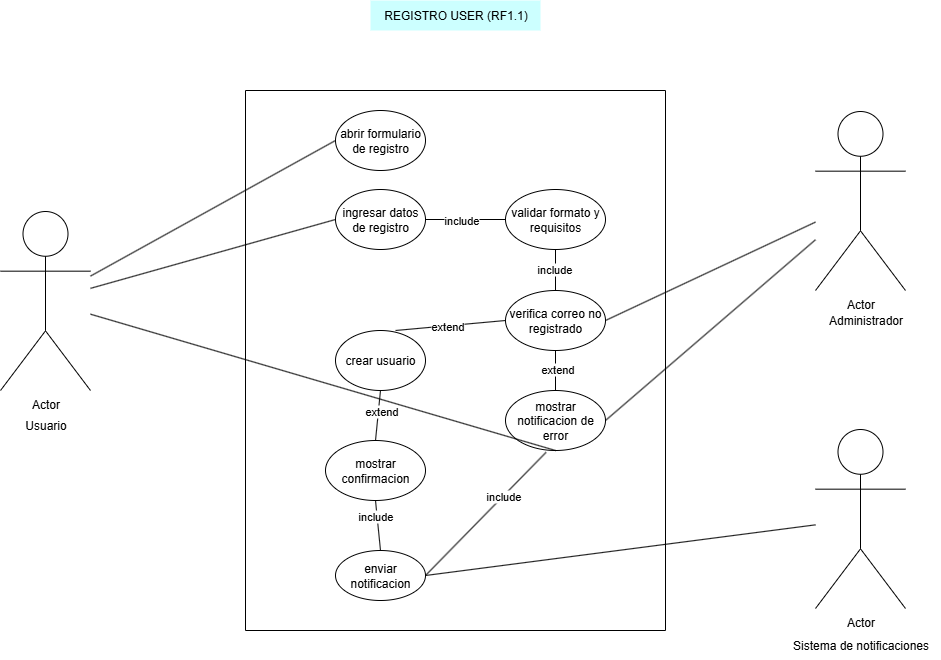 REGISTRO USER (RF1.1)
abrir formulario
de registro
ingresar datos
de registro
include
validar formato y
requisitos
include
verifica correo no
registrado
extend
crear usuario
extend
mostrar
notificacion de
error
extend
mostrar
confirmacion
include
include
enviar
notificacion
Actor
Usuario
Actor
Administrador
Actor
Sistema de notificaciones